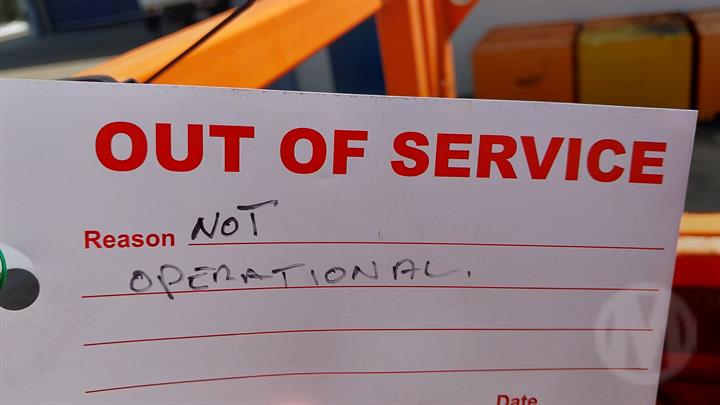 OUT OF SERVICE
Reason NOT
OPERATIONAL.
Date